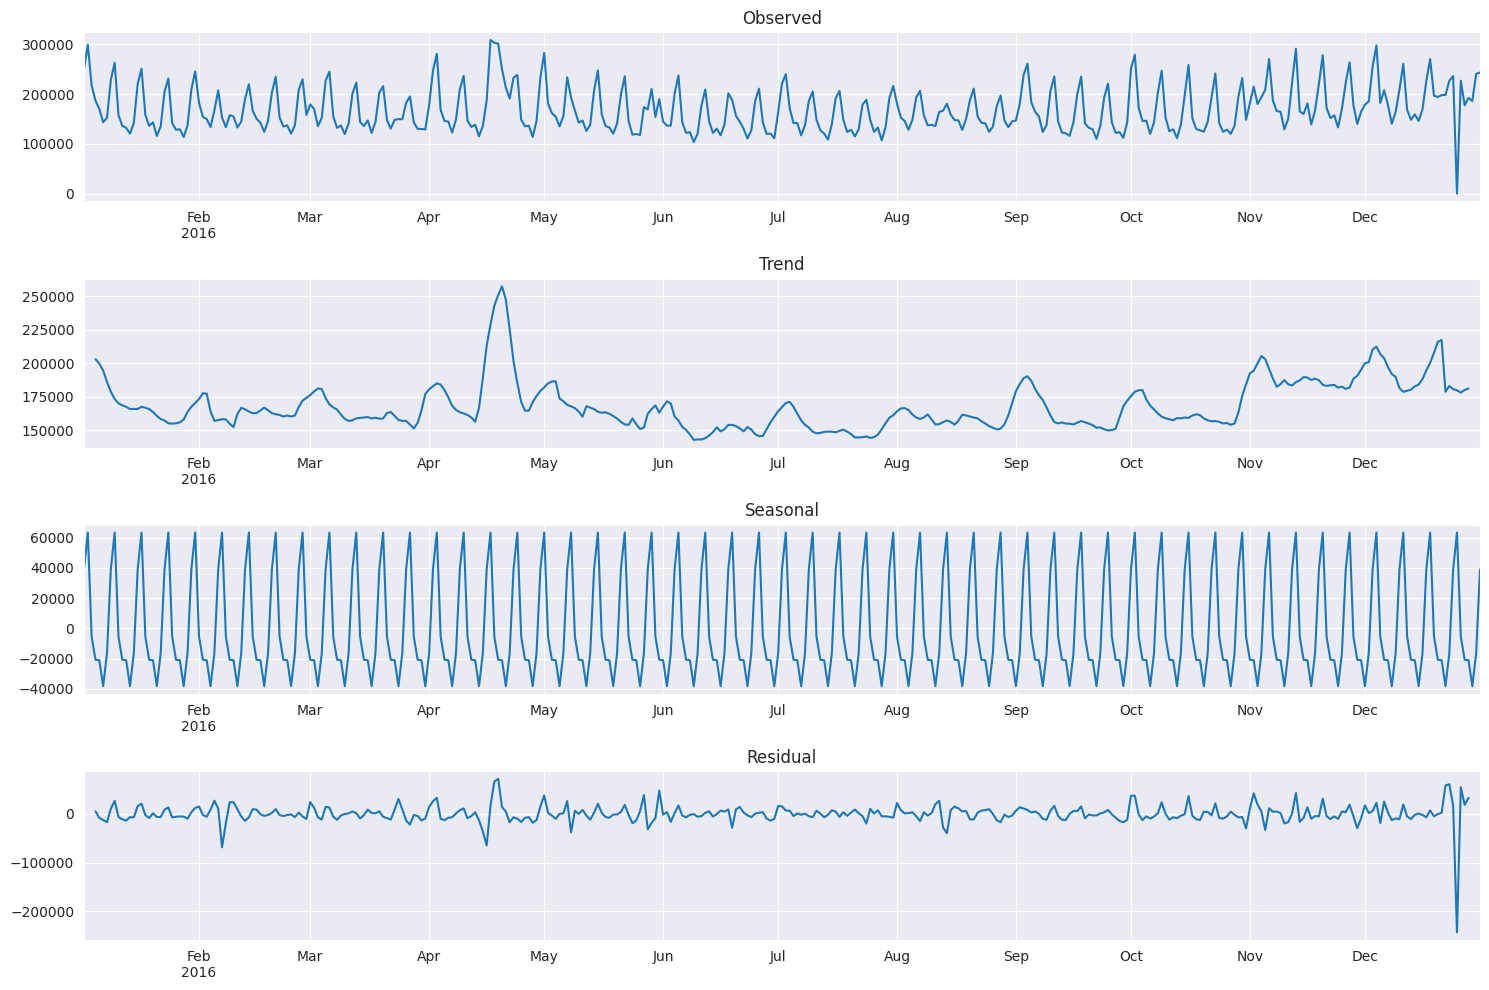 Observed
300000
200000
100000
0
Feb Mar Apr May Jun Jul Aug Sep Oct Nov Dec
2016
Trend
250000
225000
200000
175000
150000
Feb Mar Apr May Jun Jul Aug Sep Oct Nov Dec
2016
Seasonal
60000
40000
20000
0
−20000
−40000
Feb Mar Apr May Jun Jul Aug Sep Oct Nov Dec
2016
Residual
0
−100000
−200000
Feb Mar Apr May Jun Jul Aug Sep Oct Nov Dec
2016